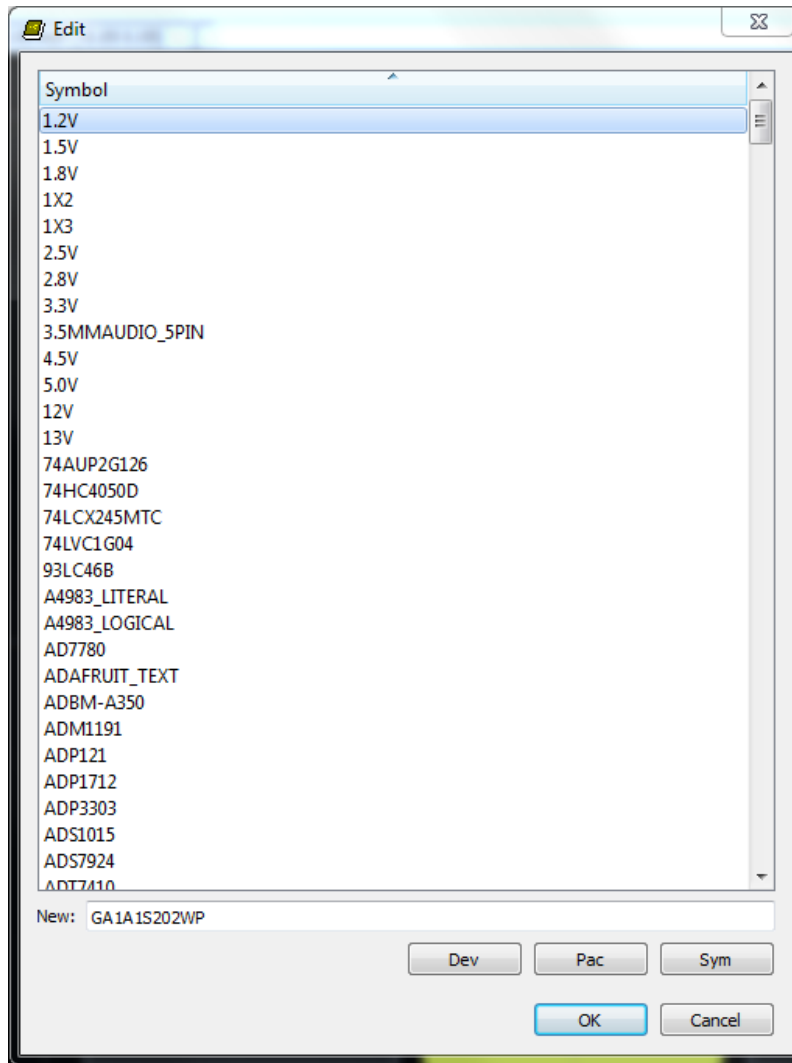 Edit
Symbol
1.2V
1.5V
1.8V
1X2
1X3
2.5V
2.8V
3.3V
3.5MMAUDIO_5PIN
4.5V
5.0V
12V
13V
74AUP2G126
74HC4050D
74LCX245MTC
74LVC1G04
93LC46B
A4983_LITERAL
A4983_LOGICAL
AD7780
ADAFRUIT_TEXT
ADBM-A350
ADM1191
ADP121
ADP1712
ADP3303
ADS1015
ADS7924
ADT7410
New: GA1A1S202WP
Dev Pac Sym
OK Cancel